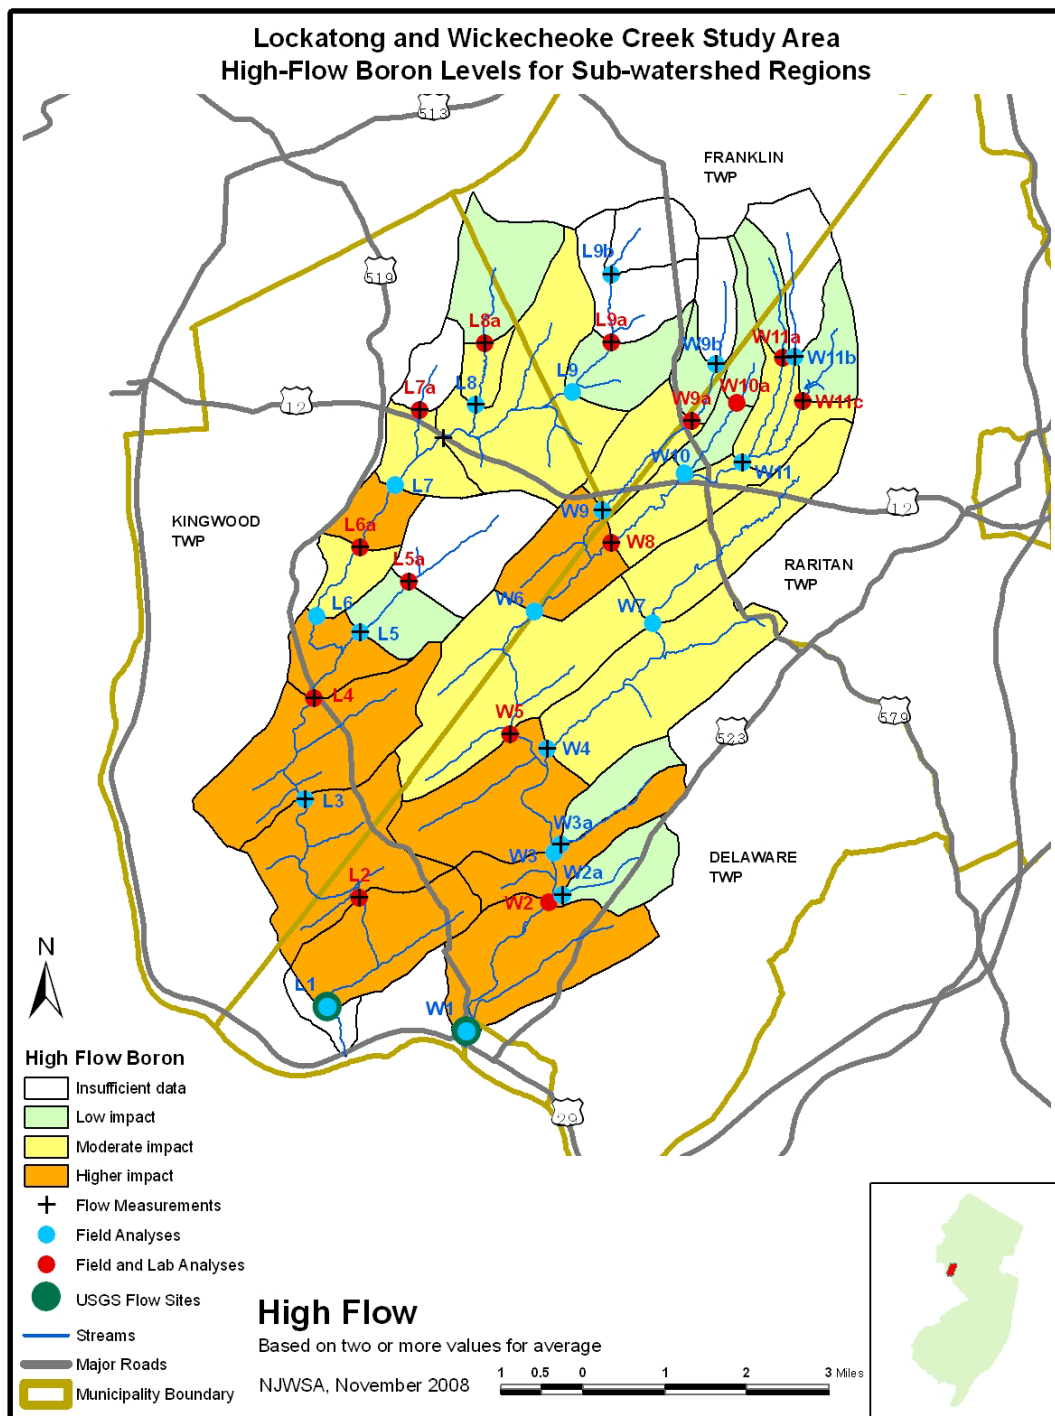 Lockatong and Wickecheoke Creek Study Area
High-Flow Boron Levels for Sub-watershed Regions
513
FRANKLIN
TWP
519
L9b
L8a
L9a
W9b
W11a
W11b
L7a
L8
L9
W10a
W9a
W11c
12
W10
W11
L7
KINGWOOD
TWP
L6a
W9
W8
12
L5a
RARITAN
TWP
L6
L5
W6
W7
L4
W5
W4
579
523
L3
W3a
W3
DELAWARE
TWP
L2
W2a
W2
N
L1
W1
29
High Flow Boron
Insufficient data
Low impact
Moderate impact
Higher impact
Flow Measurements
Field Analyses
Field and Lab Analyses
USGS Flow Sites
Streams
Major Roads
Municipality Boundary
High Flow
Based on two or more values for average
NJWSA, November 2008
1 0.5 0 1 2 3 Miles